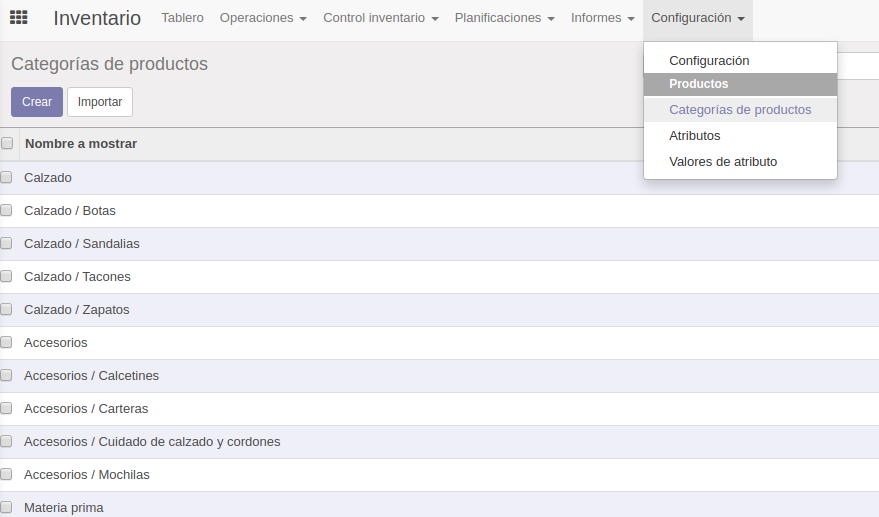 Inventario Tablero Operaciones Control inventario Planificaciones Informes Configuración
Categorías de productos
Crear Importar
Configuración
Productos
Categorías de productos
Atributos
Valores de atributo
Nombre a mostrar
Calzado
Calzado / Botas
Calzado / Sandalias
Calzado / Tacones
Calzado / Zapatos
Accesorios
Accesorios / Calcetines
Accesorios / Carteras
Accesorios / Cuidado de calzado y cordones
Accesorios / Mochilas
Materia prima